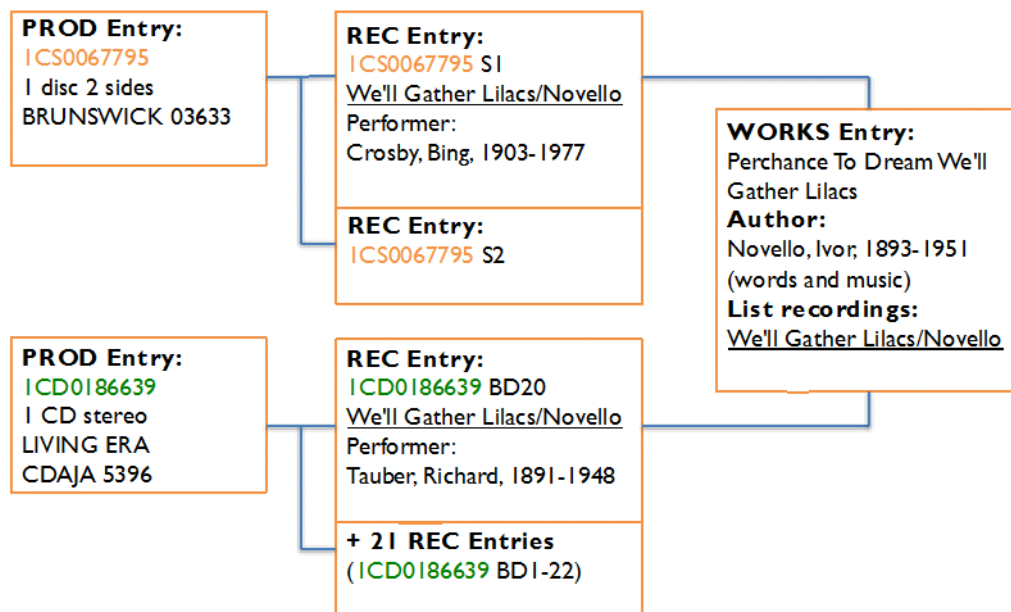 PROD Entry:
1CS0067795
1 disc 2 sides
BRUNSWICK 03633
REC Entry:
1CS0067795 S1
We'll Gather Lilacs/Novello
Performer:
Crosby, Bing, 1903-1977
REC Entry:
1CS0067795 S2
WORKS Entry:
Perchance To Dream We'll
Gather Lilacs
Author:
Novello, Ivor, 1893-1951
(words and music)
List recordings:
We'll Gather Lilacs/Novello
PROD Entry:
1CD0186639
1 CD stereo
LIVING ERA
CDAJA 5396
REC Entry:
1CD0186639 BD20
We'll Gather Lilacs/Novello
Performer:
Tauber, Richard, 1891-1948
+ 21 REC Entries
(1CD0186639 BD1-22)